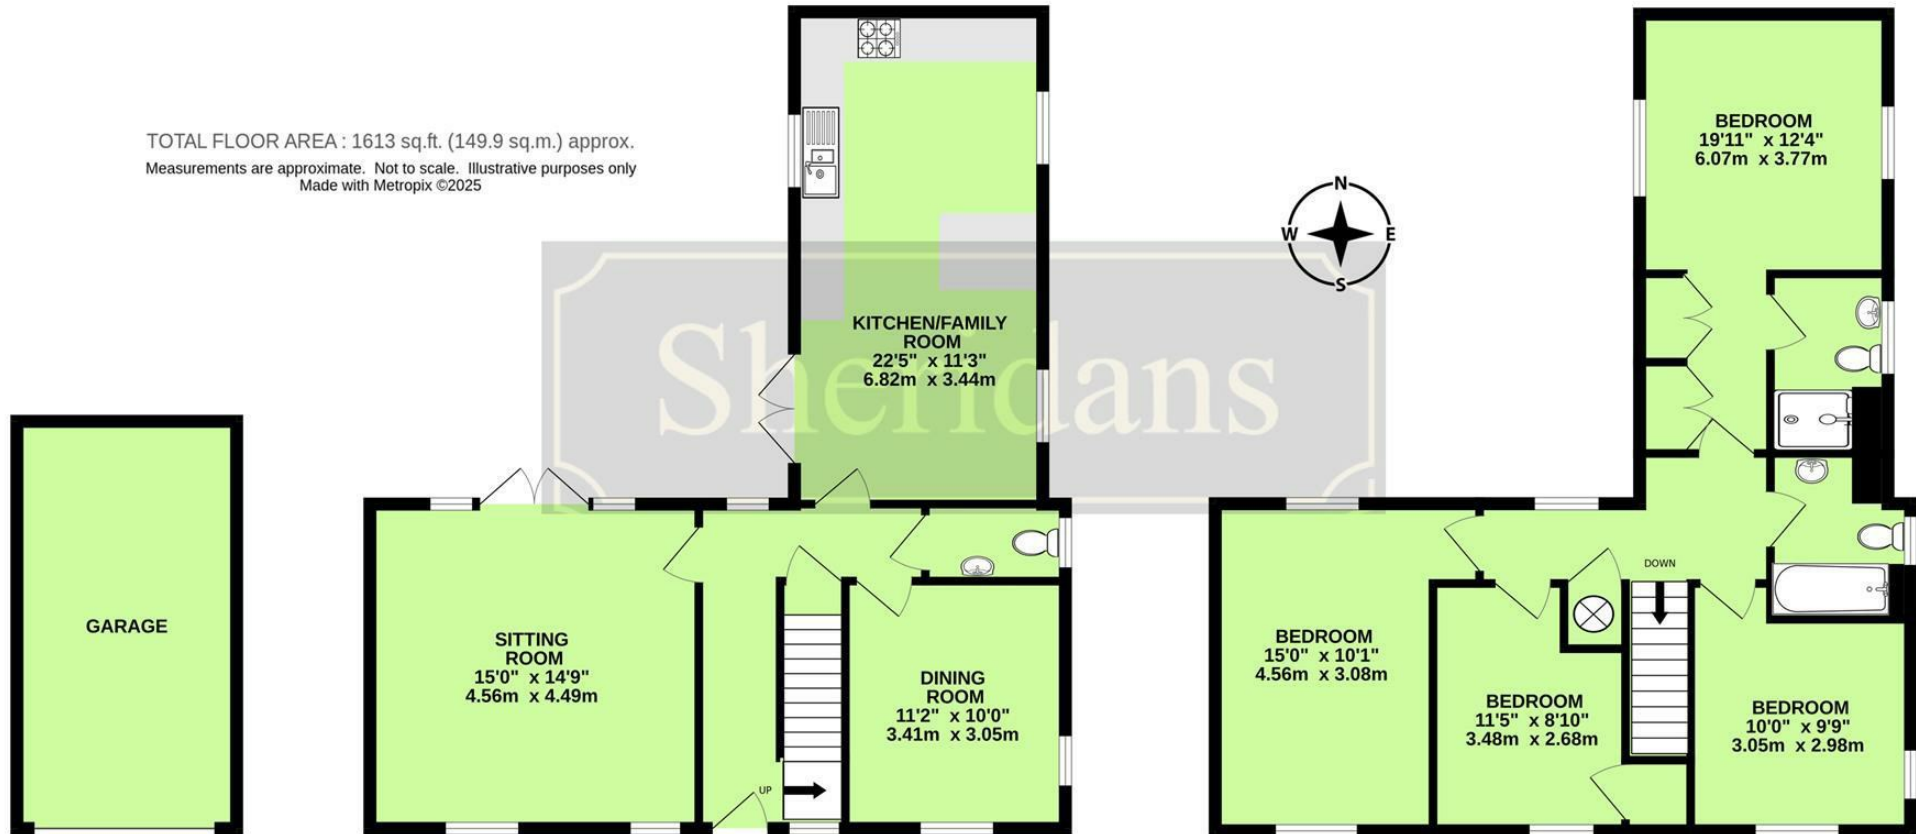 TOTAL FLOOR AREA : 1613 sq.ft. (149.9 sq.m.) approx.
Measurements are approximate. Not to scale. Illustrative purposes only
Made with Metropix ©2025
N
W
E
S
Sheridans
KITCHEN/FAMILY
ROOM
22'5" x 11'3"
6.82m x 3.44m
GARAGE
SITTING
ROOM
15'0" x 14'9"
4.56m x 4.49m
DINING
ROOM
11'2" x 10'0"
3.41m x 3.05m
UP
BEDROOM
19'11" x 12'4"
6.07m x 3.77m
DOWN
BEDROOM
15'0" x 10'1"
4.56m x 3.08m
BEDROOM
11'5" x 8'10"
3.48m x 2.68m
BEDROOM
10'0" x 9'9"
3.05m x 2.98m